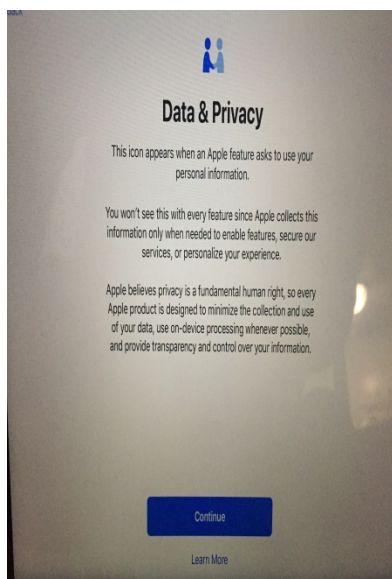 Back
Data & Privacy
This icon appears when an Apple feature asks to use your
personal information.
You won't see this with every feature since Apple collects this
information only when needed to enable features, secure our
services, or personalize your experience.
Apple believes privacy is a fundamental human right, so every
Apple product is designed to minimize the collection and use
of your data, use on-device processing whenever possible,
and provide transparency and control over your information.
Continue
Learn More